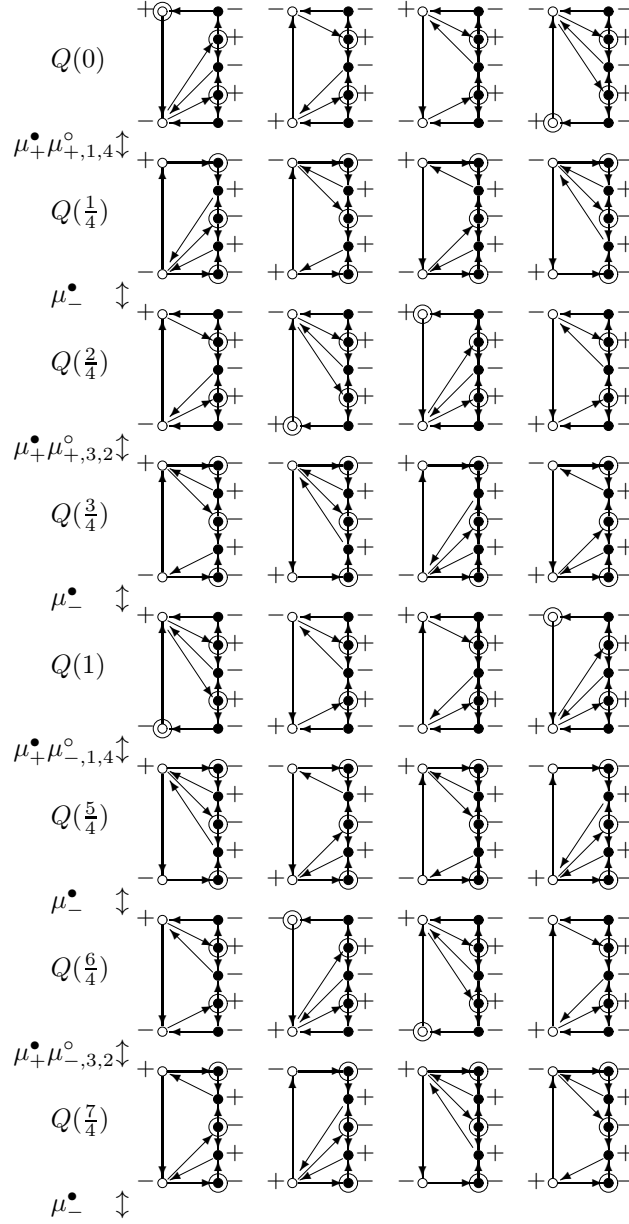 + − − − + − − −
+ + + +
Q(0) − − − −
+ + + +
− − + − − − + −
μ₊^● μ°₊,₁,₄ ↕
+ − − − + − − −
+ + + +
Q(1/4) − − − −
+ + + +
− − + − − − + −
μ₋^● ↕
+ − − − + − − −
+ + + +
Q(2/4) − − − −
+ + + +
− − + − − − + −
μ₊^● μ°₊,₃,₂ ↕
+ − − − + − − −
+ + + +
Q(3/4) − − − −
+ + + +
− − + − − − + −
μ₋^● ↕
+ − − − + − − −
+ + + +
Q(1) − − − −
+ + + +
− − + − − − + −
μ₊^● μ°₋,₁,₄ ↕
+ − − − + − − −
+ + + +
Q(5/4) − − − −
+ + + +
− − + − − − + −
μ₋^● ↕
+ − − − + − − −
+ + + +
Q(6/4) − − − −
+ + + +
− − + − − − + −
μ₊^● μ°₋,₃,₂ ↕
+ − − − + − − −
+ + + +
Q(7/4) − − − −
+ + + +
− − + − − − + −
μ₋^● ↕